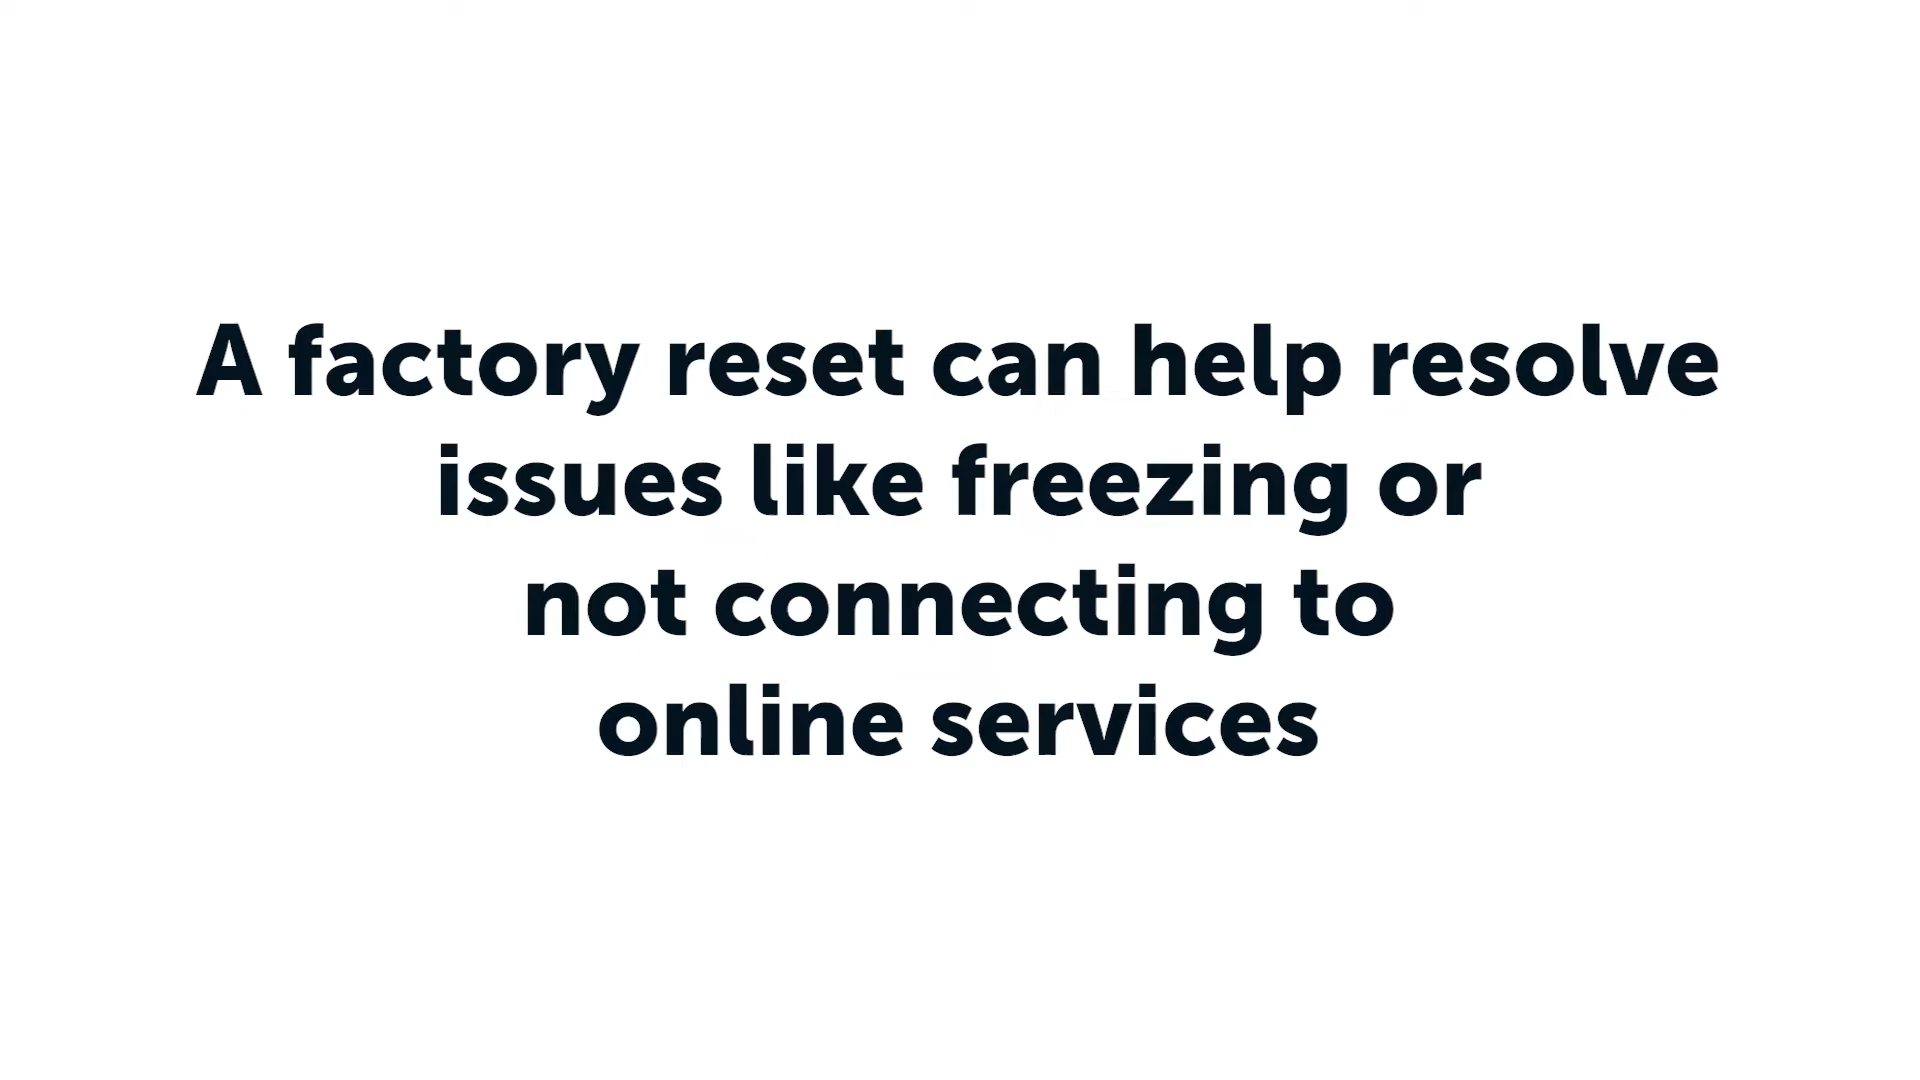 A factory reset can help resolve
issues like freezing or
not connecting to
online services